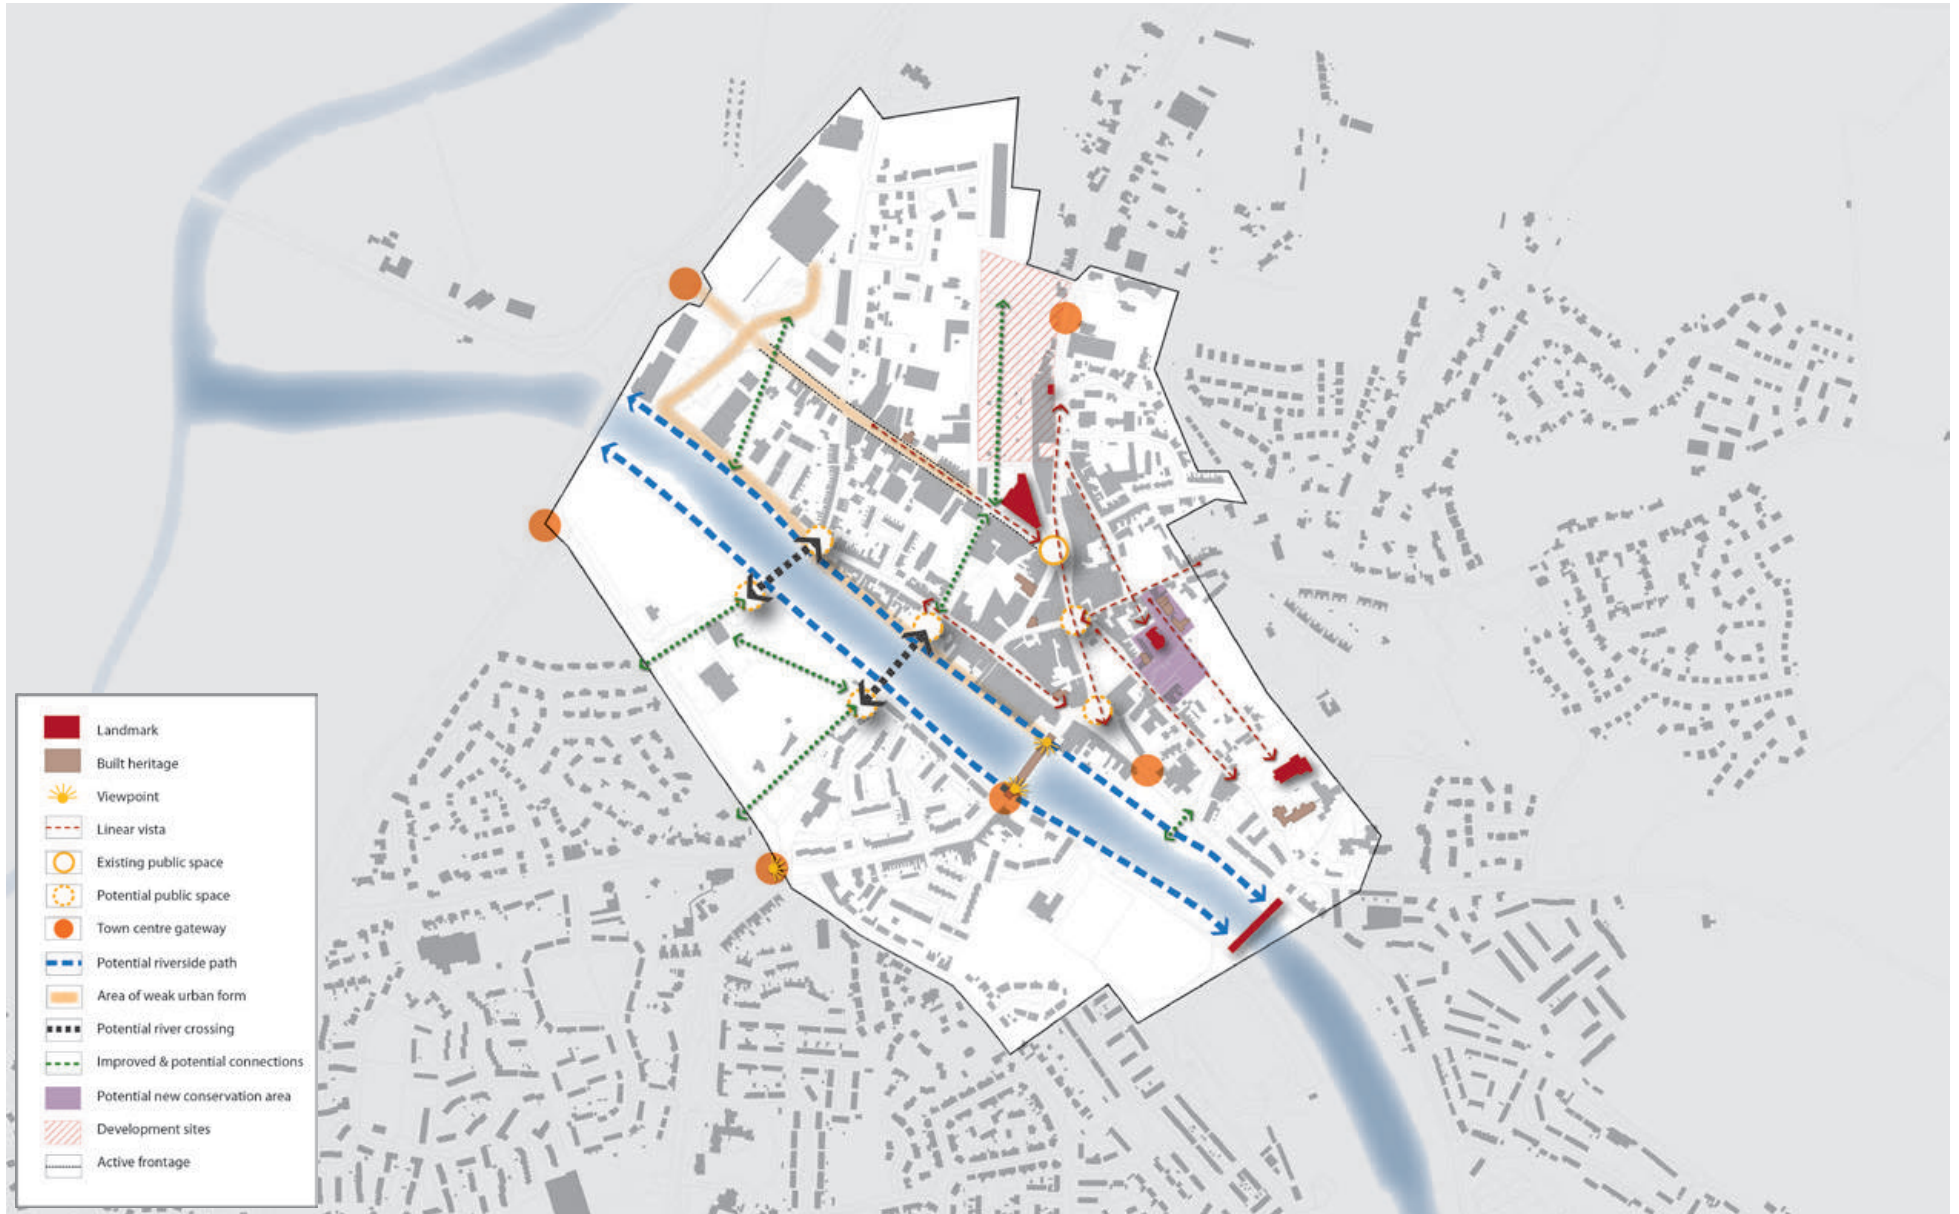 Landmark
Built heritage
Viewpoint
Linear vista
Existing public space
Potential public space
Town centre gateway
Potential riverside path
Area of weak urban form
Potential river crossing
Improved & potential connections
Potential new conservation area
Development sites
Active frontage